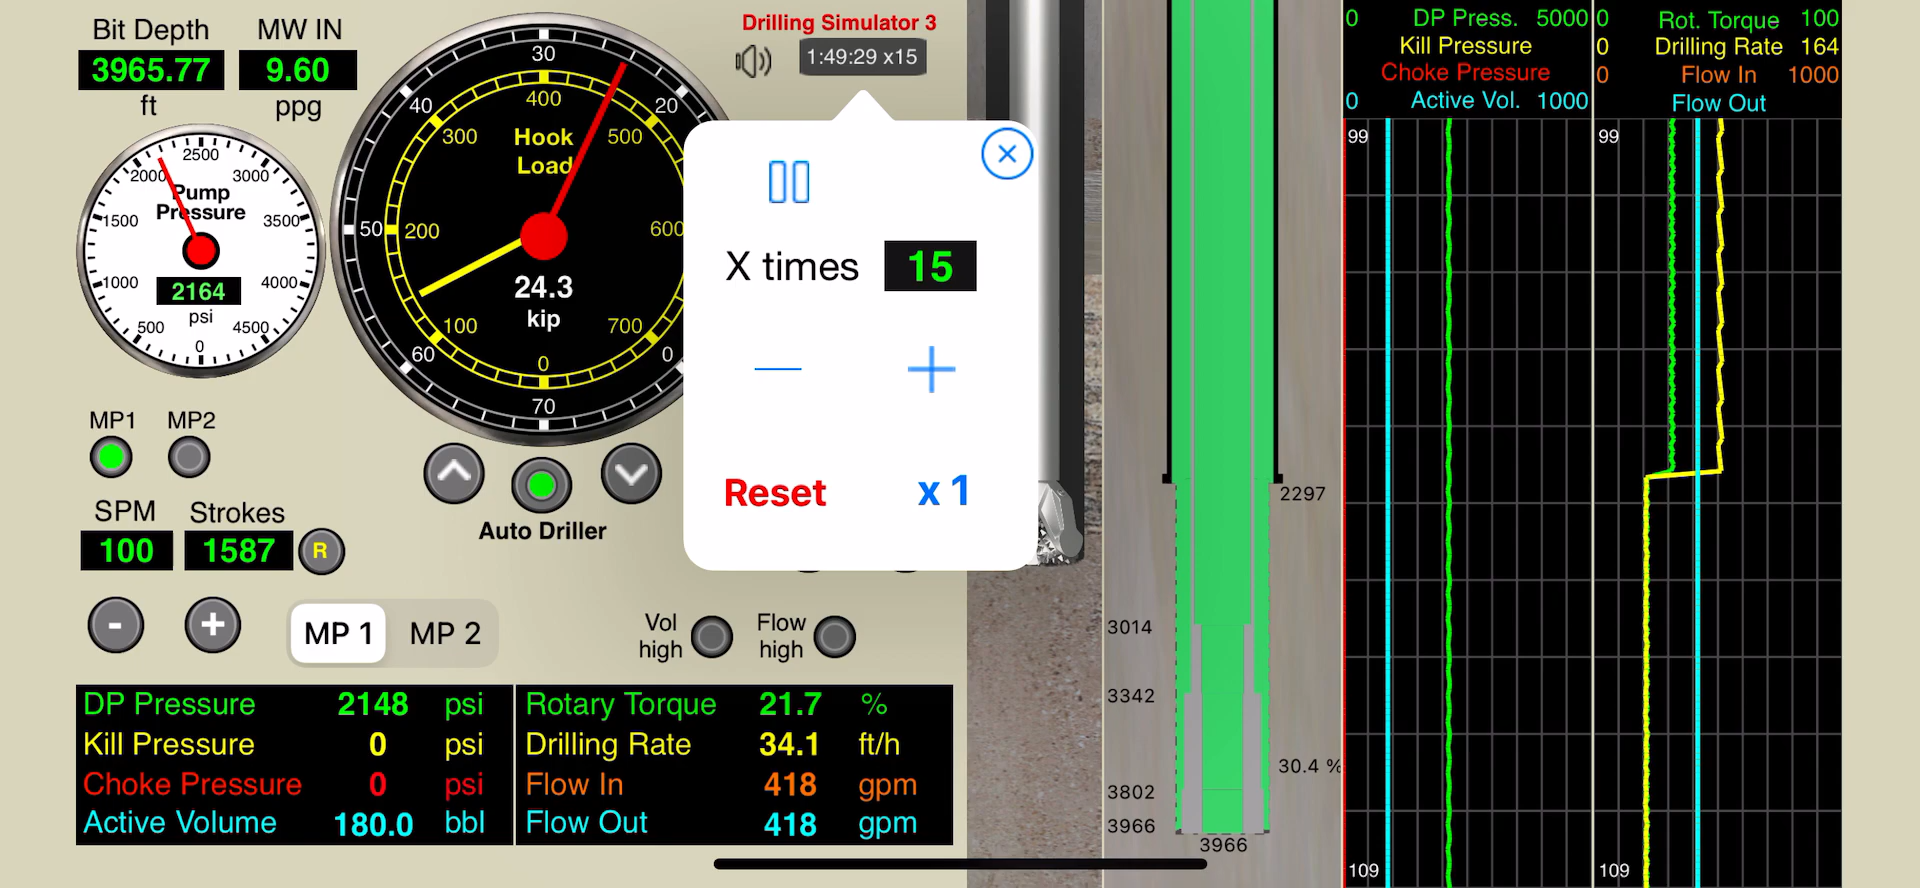 Bit Depth
MW IN
3965.77
9.60
ft
ppg
Drilling Simulator 3
1:49:29 x15
2500
2000
3000
Pump
Pressure
1500
3500
1000
4000
2164
psi
500
4500
0
30
40
20
400
300
500
Hook
Load
50
200
600
24.3
kip
100
700
60
0
0
70
X times
15
Reset
x 1
MP1
MP2
SPM
Strokes
100
1587
R
Auto Driller
-
+
MP 1
MP 2
Vol
high
Flow
high
DP Pressure 2148 psi
Kill Pressure 0 psi
Choke Pressure 0 psi
Active Volume 180.0 bbl
Rotary Torque 21.7 %
Drilling Rate 34.1 ft/h
Flow In 418 gpm
Flow Out 418 gpm
2297
3014
3342
30.4 %
3802
3966
3966
0 DP Press. 5000
Kill Pressure
Choke Pressure
0 Active Vol. 1000
99
109
0 Rot. Torque 100
0 Drilling Rate 164
0 Flow In 1000
Flow Out
99
109